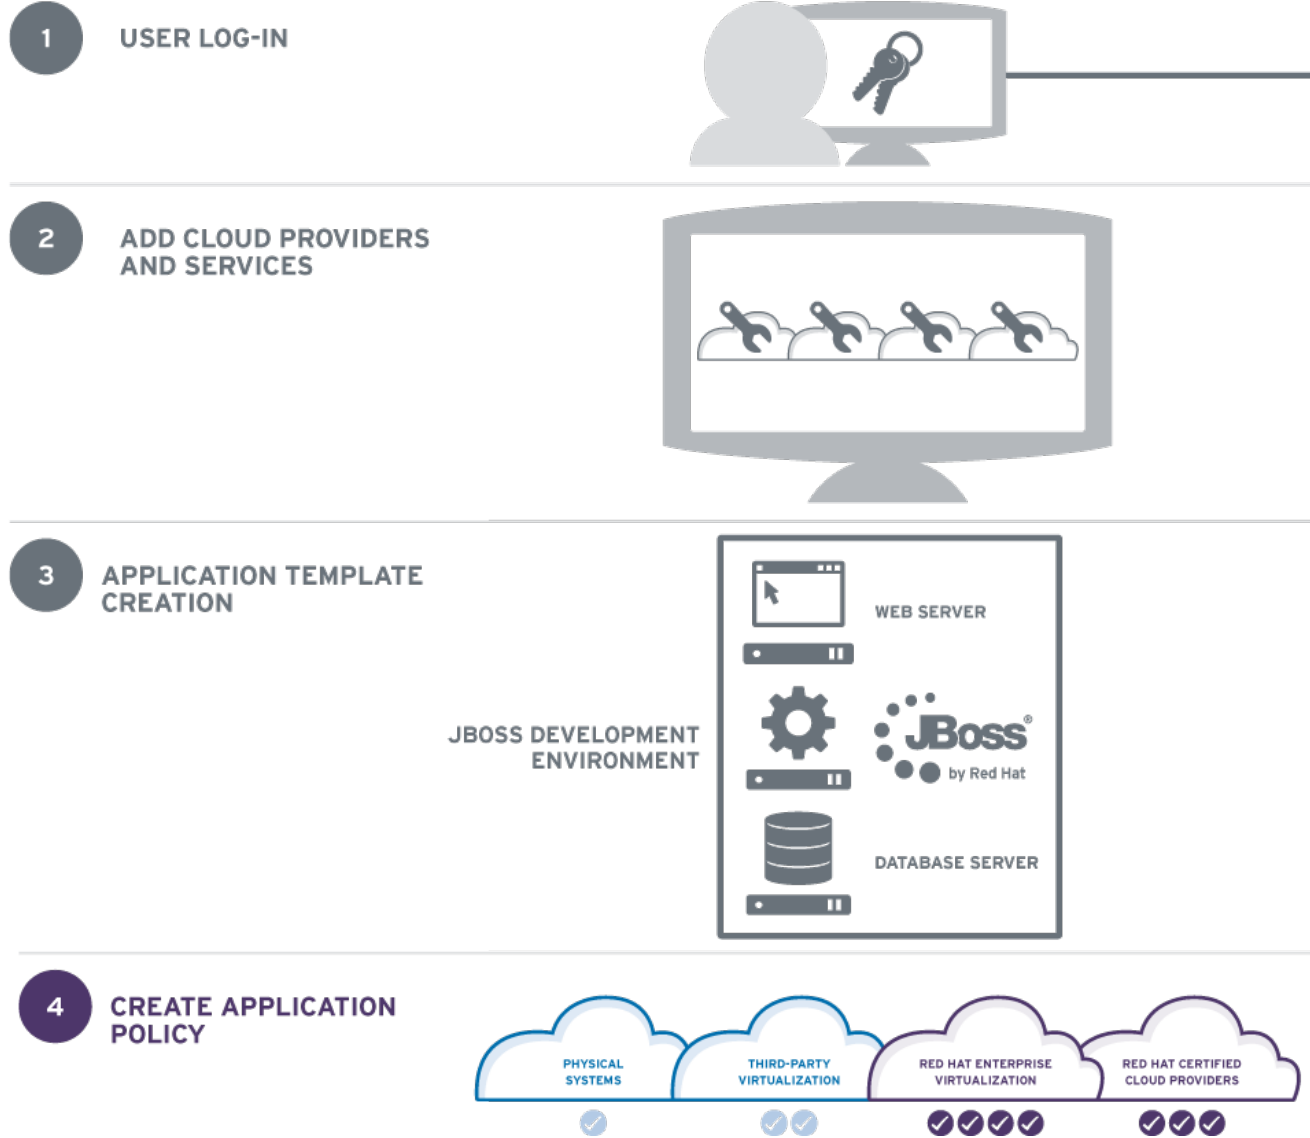 1
USER LOG-IN
2
ADD CLOUD PROVIDERS
AND SERVICES
3
APPLICATION TEMPLATE
CREATION
WEB SERVER
JBOSS DEVELOPMENT
ENVIRONMENT
JBoss®
by Red Hat
DATABASE SERVER
4
CREATE APPLICATION
POLICY
PHYSICAL
SYSTEMS
THIRD-PARTY
VIRTUALIZATION
RED HAT ENTERPRISE
VIRTUALIZATION
RED HAT CERTIFIED
CLOUD PROVIDERS